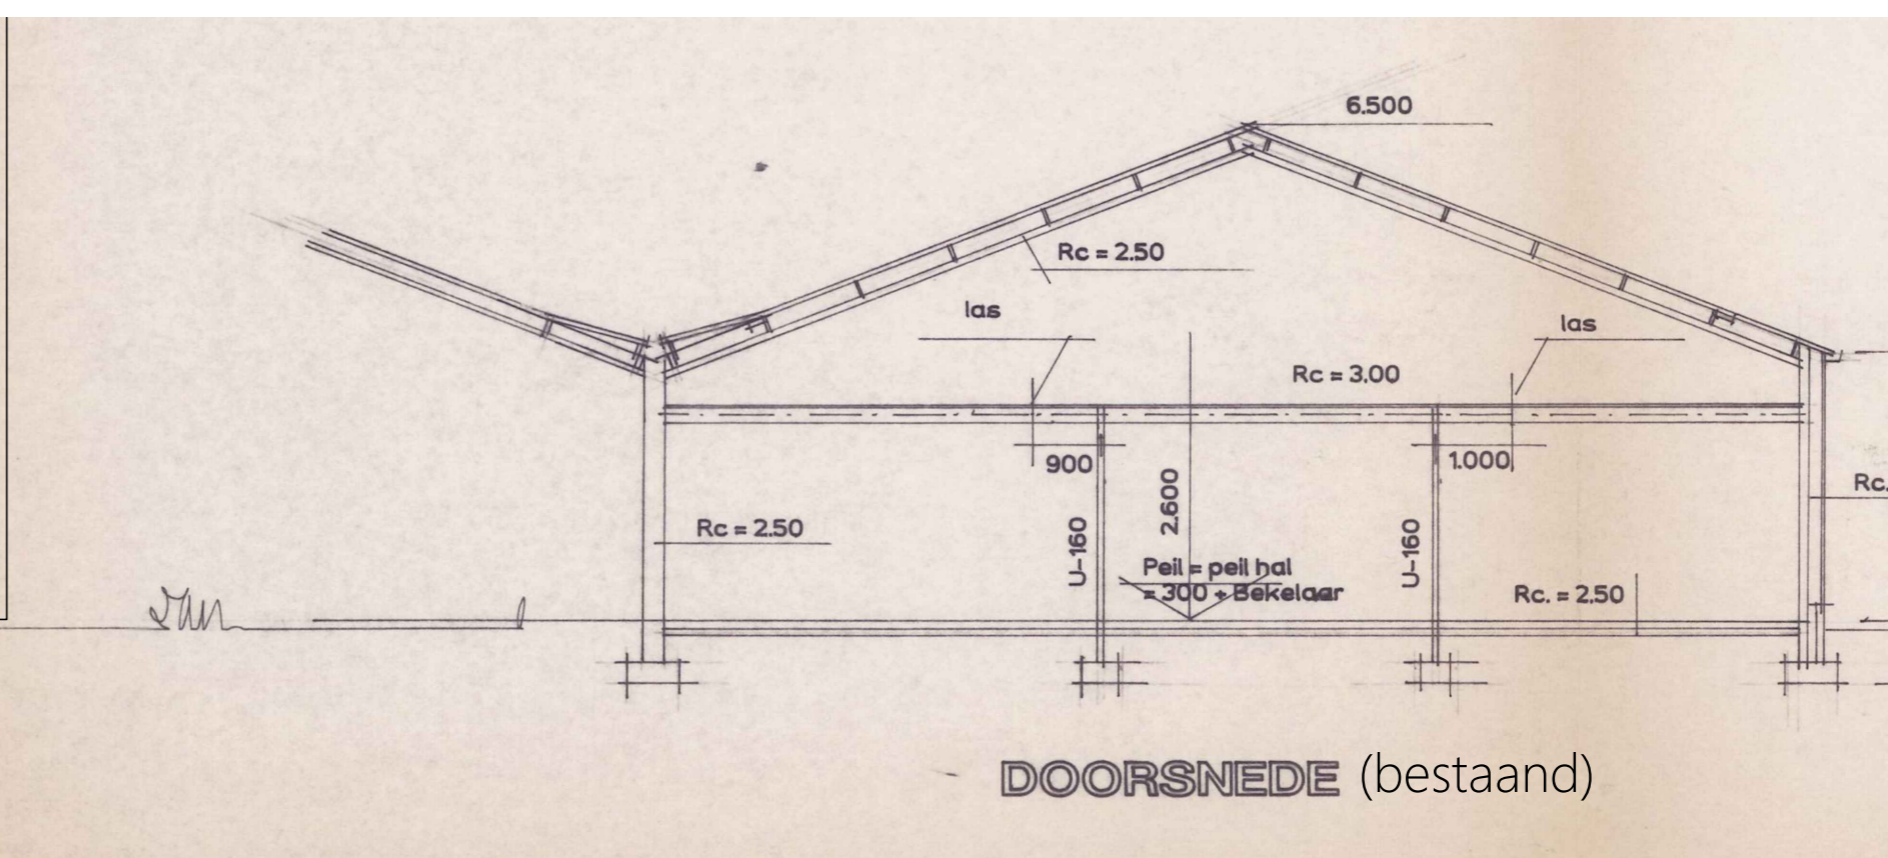 6.500
Rc = 2.50
las
las
Rc = 3.00
900
1.000
Rc.
2.600
Rc = 2.50
U-160
U-160
Peil = peil hal
= 300 + Bekelaar
Rc. = 2.50
DOORSNEDE (bestaand)